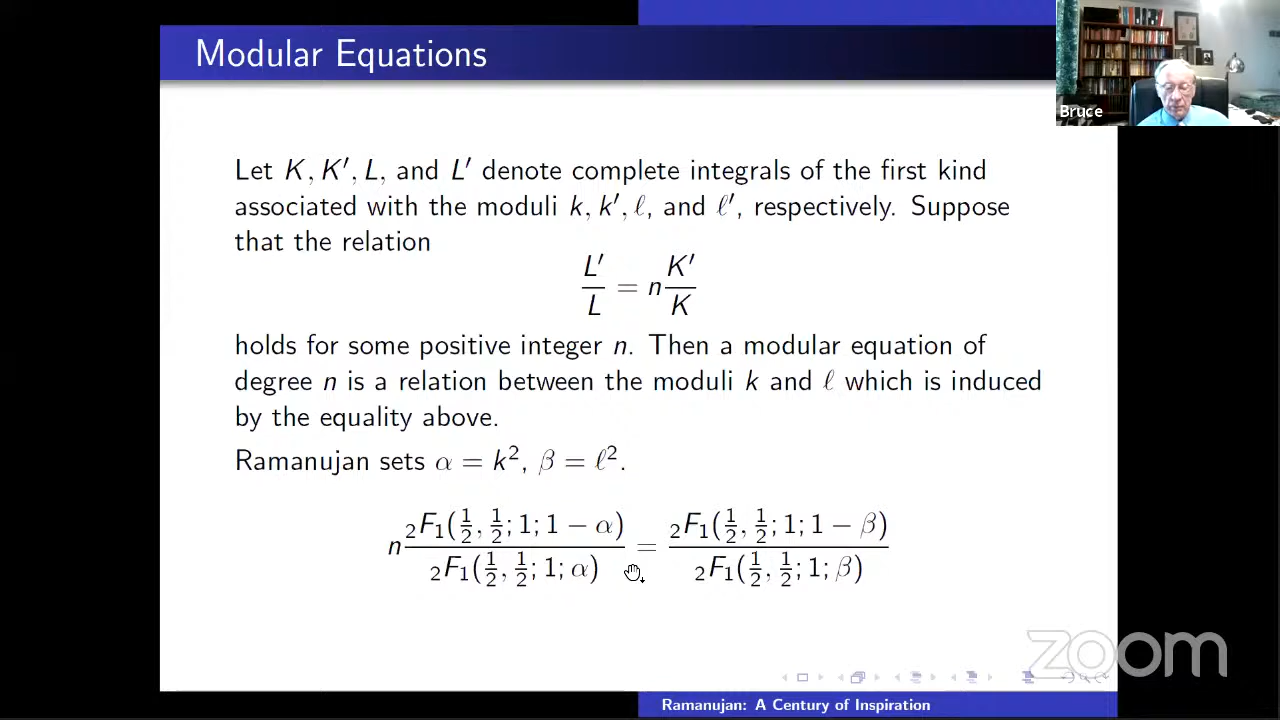 Modular Equations
Bruce
Let K, K′, L, and L′ denote complete integrals of the first kind
associated with the moduli k, k′, ℓ, and ℓ′, respectively. Suppose
that the relation
L′/L = n K′/K
holds for some positive integer n. Then a modular equation of
degree n is a relation between the moduli k and ℓ which is induced
by the equality above.
Ramanujan sets α = k², β = ℓ².
n ₂F₁(½, ½; 1; 1 − α) / ₂F₁(½, ½; 1; α) = ₂F₁(½, ½; 1; 1 − β) / ₂F₁(½, ½; 1; β)
zoom
Ramanujan: A Century of Inspiration